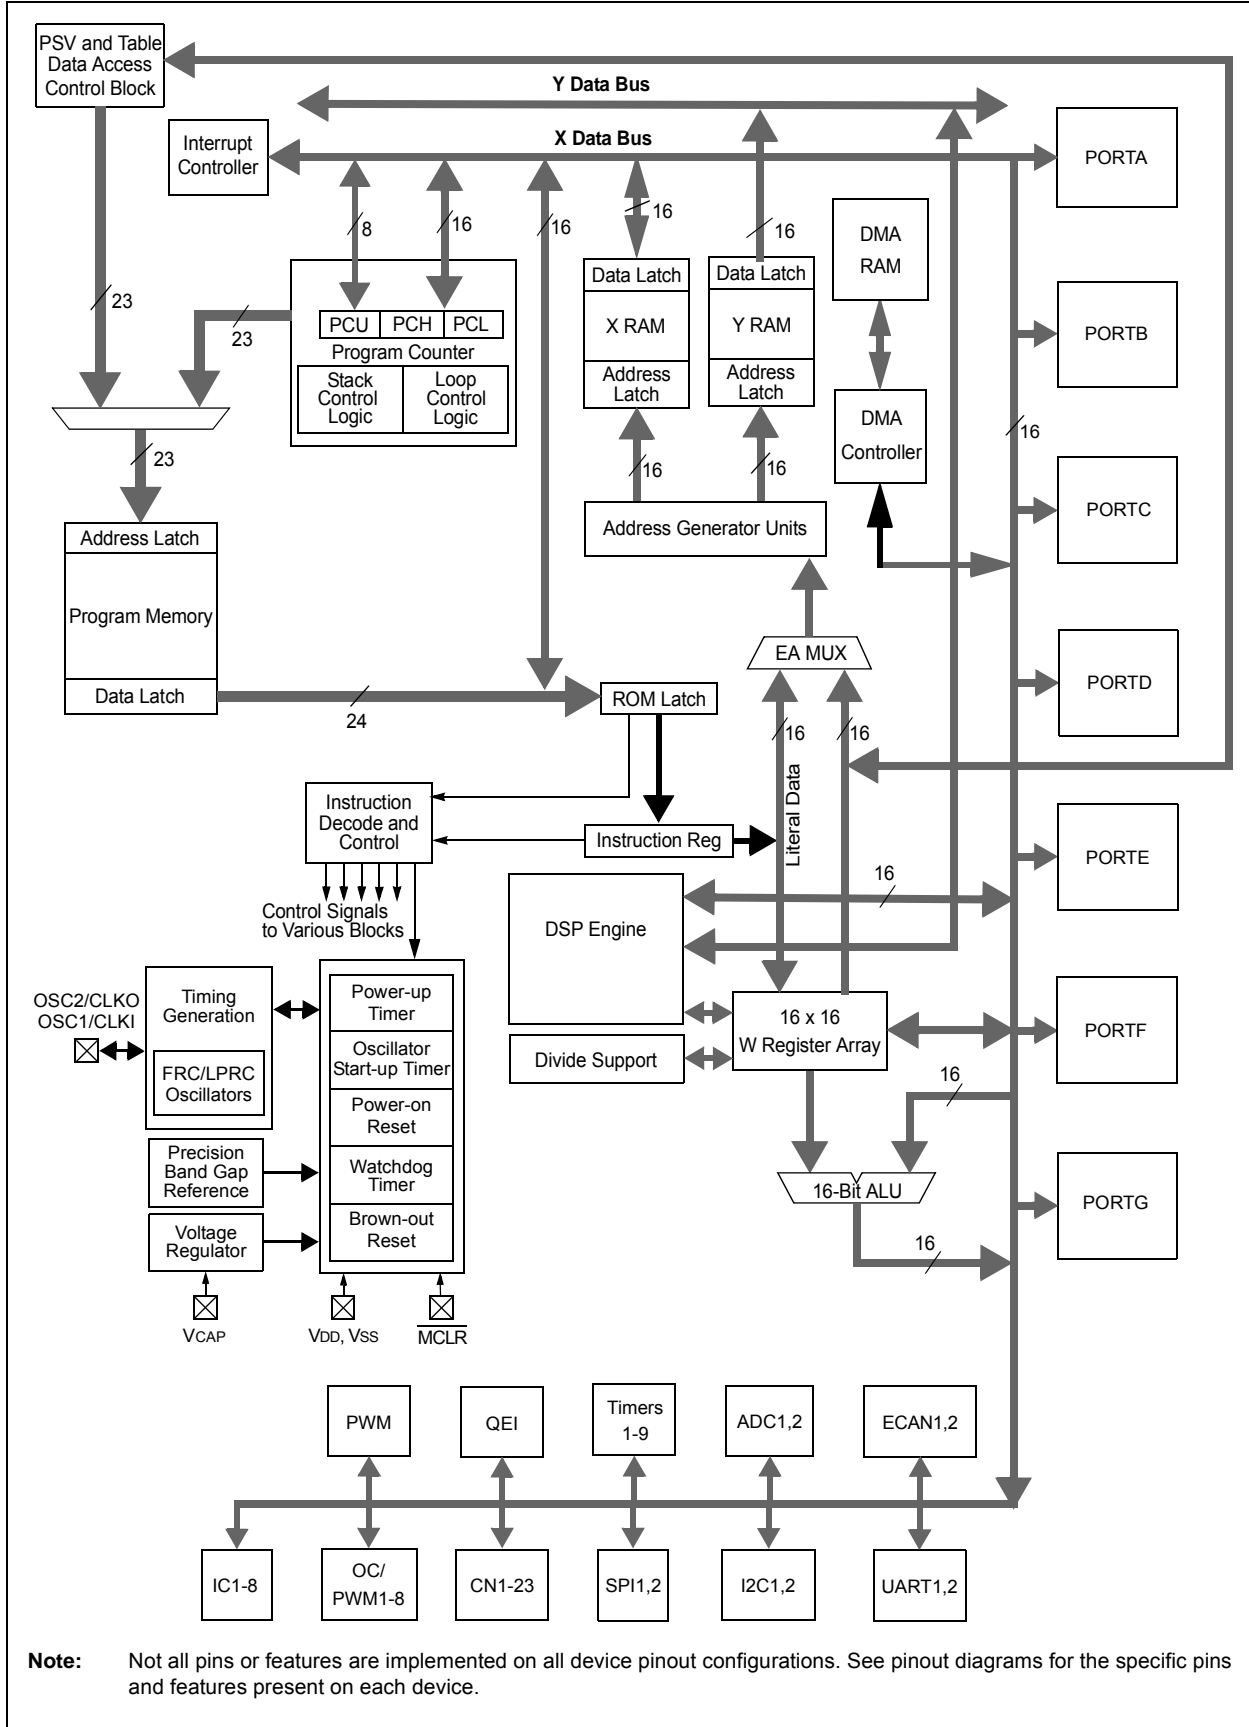 PSV and Table
Data Access
Control Block
Y Data Bus
X Data Bus
Interrupt
Controller
PORTA
8
16
16
16
16
DMA
RAM
23
23
Data Latch
X RAM
Address
Latch
Data Latch
Y RAM
Address
Latch
PCU
PCH
PCL
Program Counter
Stack
Control
Logic
Loop
Control
Logic
PORTB
DMA
Controller
16
23
16
16
PORTC
Address Latch
Program Memory
Data Latch
Address Generator Units
EA MUX
PORTD
24
ROM Latch
16
16
Literal Data
Instruction
Decode and
Control
Instruction Reg
PORTE
Control Signals
to Various Blocks
DSP Engine
16
OSC2/CLKO
OSC1/CLKI
Timing
Generation
FRC/LPRC
Oscillators
Power-up
Timer
Oscillator
Start-up Timer
Power-on
Reset
Watchdog
Timer
Brown-out
Reset
Divide Support
16 x 16
W Register Array
PORTF
16
Precision
Band Gap
Reference
Voltage
Regulator
16-Bit ALU
PORTG
16
VCAP
VDD, VSS
MCLR
PWM
QEI
Timers
1-9
ADC1,2
ECAN1,2
IC1-8
OC/
PWM1-8
CN1-23
SPI1,2
I2C1,2
UART1,2
Note: Not all pins or features are implemented on all device pinout configurations. See pinout diagrams for the specific pins
and features present on each device.